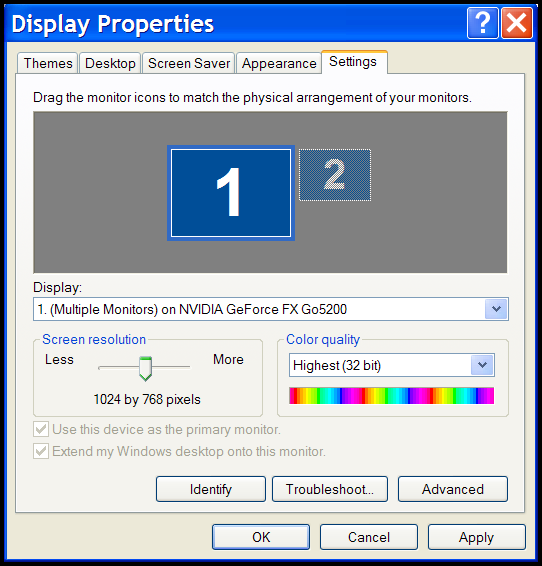 Display Properties
Themes Desktop Screen Saver Appearance Settings
Drag the monitor icons to match the physical arrangement of your monitors.
1 2
Display:
1. (Multiple Monitors) on NVIDIA GeForce FX Go5200
Screen resolution Color quality
Less More Highest (32 bit)
1024 by 768 pixels
Use this device as the primary monitor.
Extend my Windows desktop onto this monitor.
Identify Troubleshoot... Advanced
OK Cancel Apply